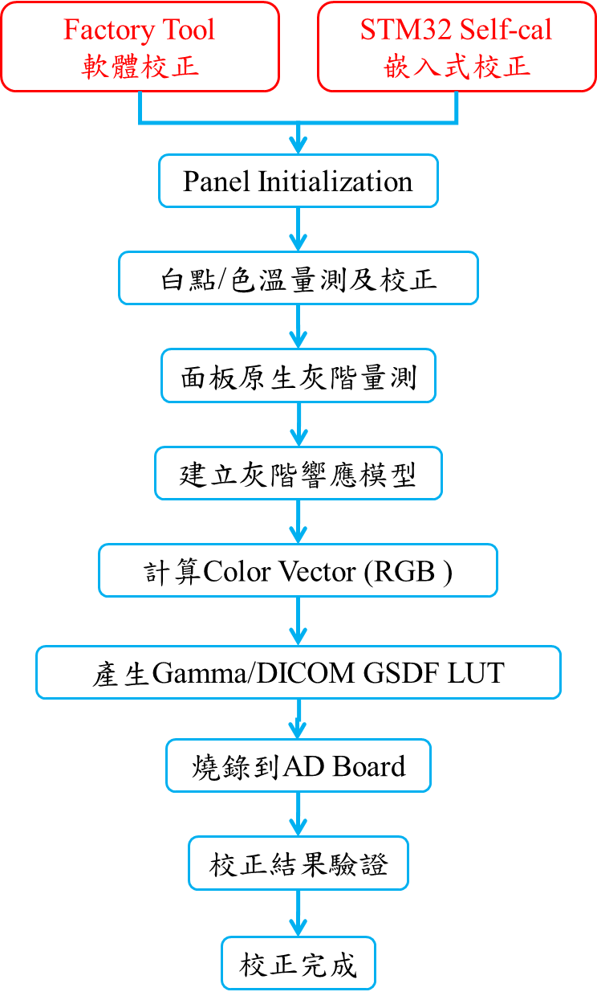 Factory Tool
軟體校正
STM32 Self-cal
嵌入式校正
Panel Initialization
白點/色溫量測及校正
面板原生灰階量測
建立灰階響應模型
計算Color Vector (RGB )
產生Gamma/DICOM GSDF LUT
燒錄到AD Board
校正結果驗證
校正完成